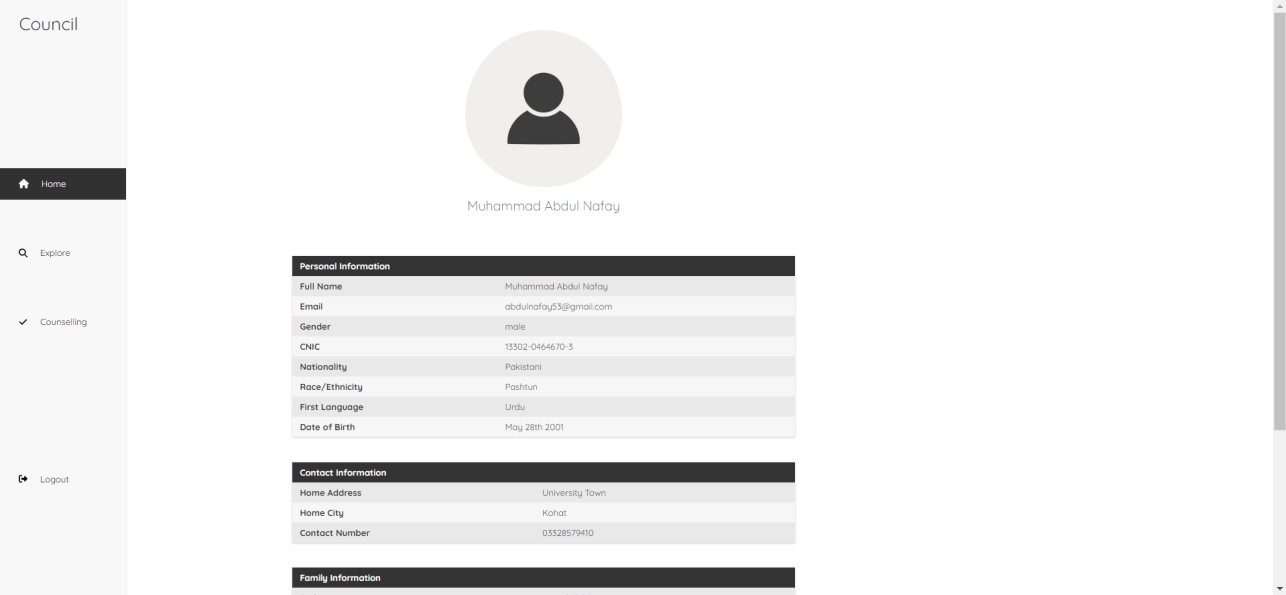 Council
Home
Explore
Counselling
Logout
Muhammad Abdul Nafay
Personal Information
Full Name Muhammad Abdul Nafay
Email abdulnafay53@gmail.com
Gender male
CNIC 13302-0464670-3
Nationality Pakistani
Race/Ethnicity Pashtun
First Language Urdu
Date of Birth May 28th 2001
Contact Information
Home Address University Town
Home City Kohat
Contact Number 03328579410
Family Information